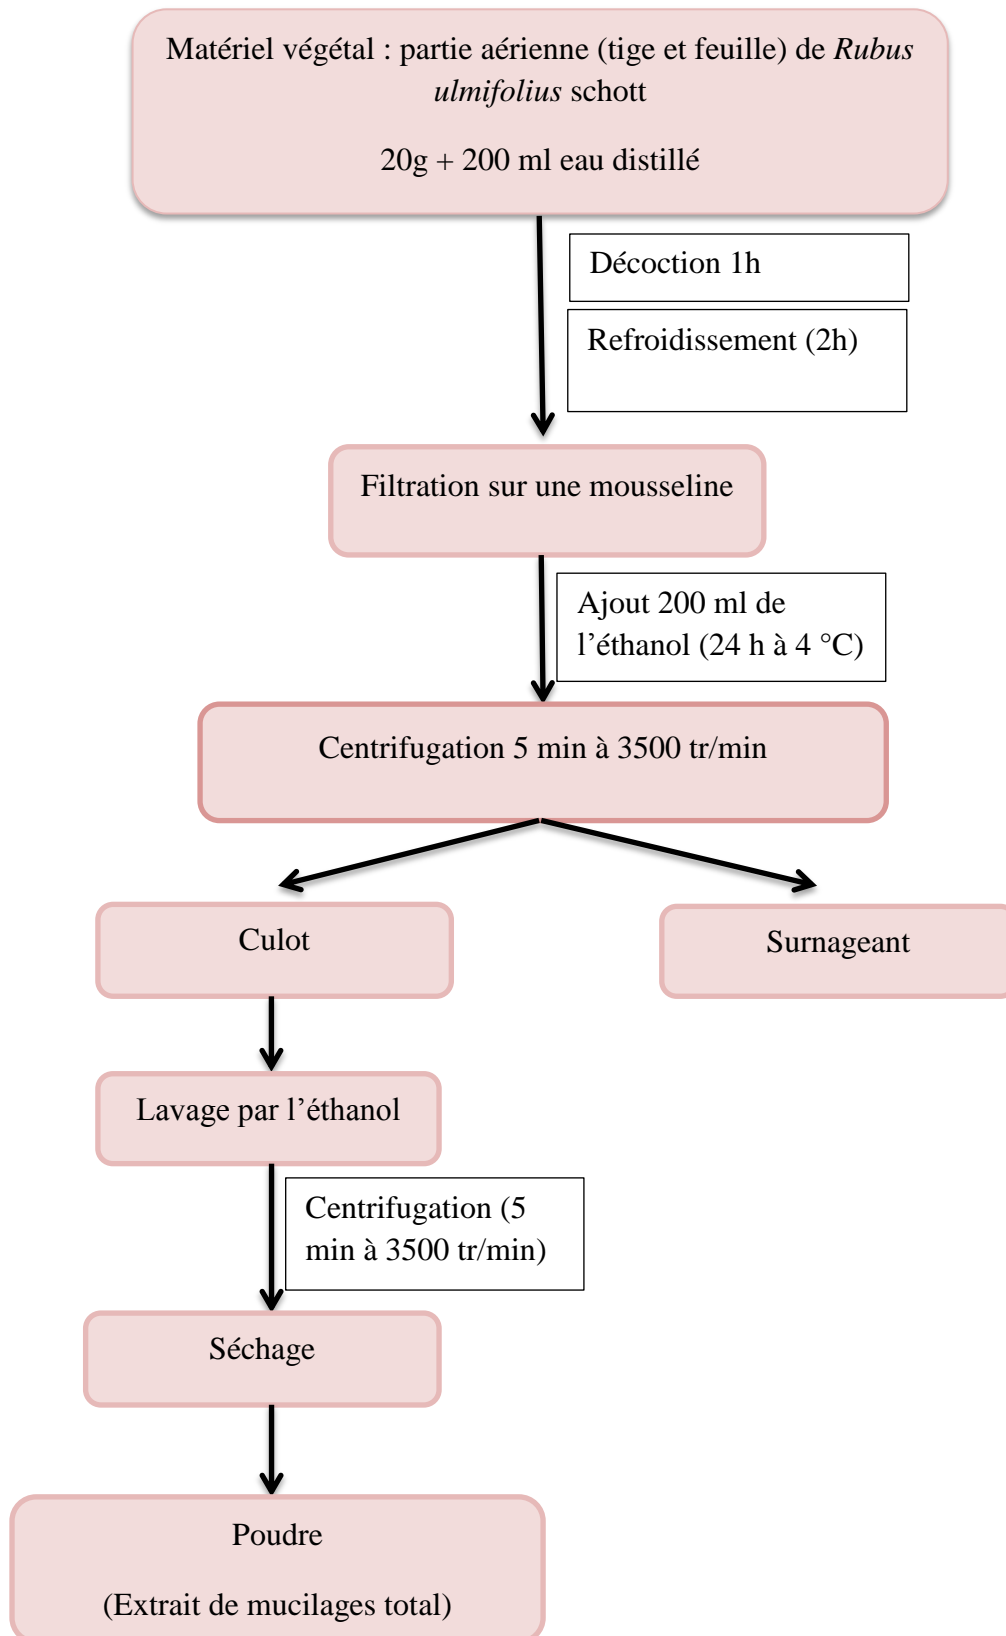 Matériel végétal : partie aérienne (tige et feuille) de Rubus
ulmifolius schott
20g + 200 ml eau distillé
Décoction 1h
Refroidissement (2h)
Filtration sur une mousseline
Ajout 200 ml de
l’éthanol (24 h à 4 °C)
Centrifugation 5 min à 3500 tr/min
Culot
Surnageant
Lavage par l’éthanol
Centrifugation (5
min à 3500 tr/min)
Séchage
Poudre
(Extrait de mucilages total)